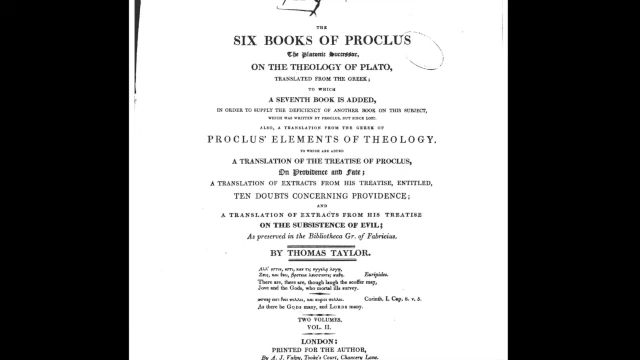 THE
SIX BOOKS OF PROCLUS
The Platonic Successor,
ON THE THEOLOGY OF PLATO,
TRANSLATED FROM THE GREEK;
TO WHICH
A SEVENTH BOOK IS ADDED,
IN ORDER TO SUPPLY THE DEFICIENCY OF ANOTHER BOOK ON THIS SUBJECT,
WHICH WAS WRITTEN BY PROCLUS, BUT SINCE LOST.
ALSO, A TRANSLATION FROM THE GREEK OF
PROCLUS' ELEMENTS OF THEOLOGY.
TO WHICH ARE ADDED
A TRANSLATION OF THE TREATISE OF PROCLUS,
On Providence and Fate;
A TRANSLATION OF EXTRACTS FROM HIS TREATISE, ENTITLED,
TEN DOUBTS CONCERNING PROVIDENCE;
AND
A TRANSLATION OF EXTRACTS FROM HIS TREATISE
ON THE SUBSISTENCE OF EVIL;
As preserved in the Bibliotheca Gr. of Fabricius.
BY THOMAS TAYLOR.
Euripides.
There are, there are, though laugh the scoffer may,
Jove and the Gods, who mortal ills survey.
Corinth. I. Cap. 8. v. 5.
As there be GODS many, and LORDS many.
TWO VOLUMES.
VOL. II.
LONDON:
PRINTED FOR THE AUTHOR,
By A. J. Valpy, Tooke's Court, Chancery Lane.